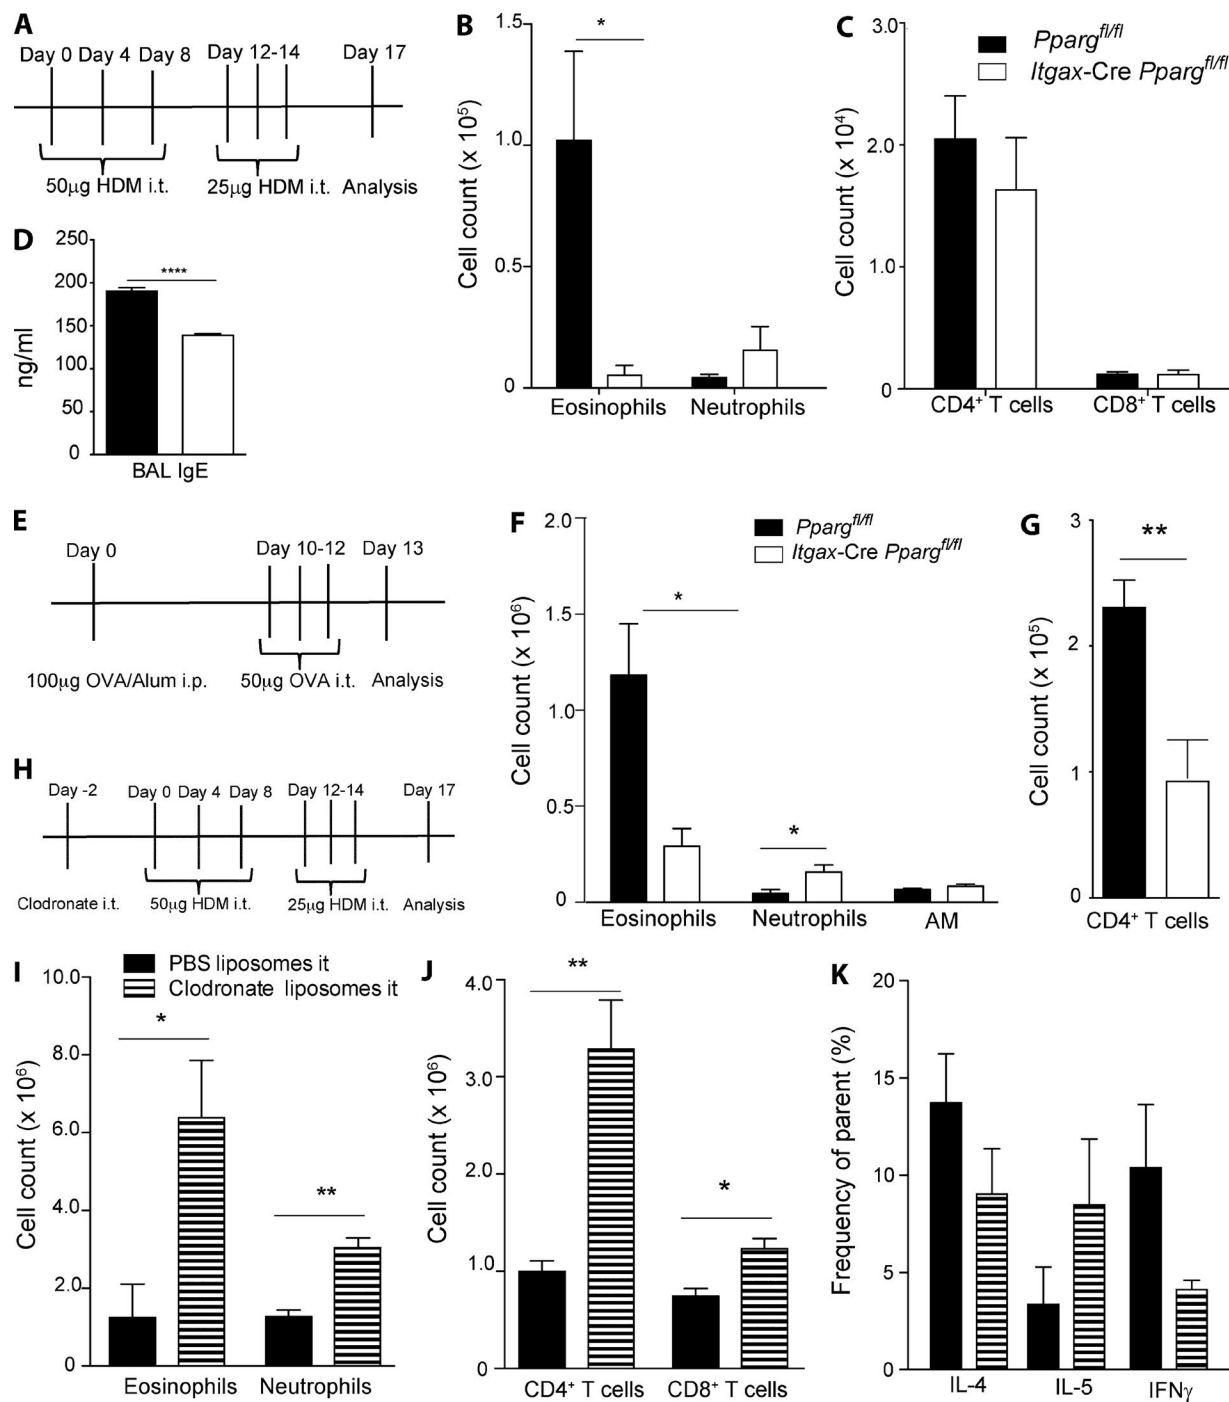 A
Day 0 Day 4 Day 8 Day 12-14 Day 17
50µg HDM i.t. 25µg HDM i.t. Analysis
B
Cell count (x 10⁵)
1.5
1.0
0.5
0
*
Eosinophils Neutrophils
C
Cell count (x 10⁴)
3.0
2.0
1.0
0
Pparg^fl/fl
Itgax-Cre Pparg^fl/fl
CD4⁺ T cells CD8⁺ T cells
D
ng/ml
250
200
150
100
50
0
****
BAL IgE
E
Day 0 Day 10-12 Day 13
100µg OVA/Alum i.p. 50µg OVA i.t. Analysis
F
Cell count (x 10⁶)
2.0
1.5
1.0
0.5
0
Pparg^fl/fl
Itgax-Cre Pparg^fl/fl
*
*
Eosinophils Neutrophils AM
G
Cell count (x 10⁵)
3
2
1
0
**
CD4⁺ T cells
H
Day -2 Day 0 Day 4 Day 8 Day 12-14 Day 17
Clodronate i.t. 50µg HDM i.t. 25µg HDM i.t. Analysis
I
PBS liposomes it
Clodronate liposomes it
Cell count (x 10⁶)
10.0
8.0
6.0
4.0
2.0
0
*
**
Eosinophils Neutrophils
J
Cell count (x 10⁶)
4.0
3.0
2.0
1.0
0
**
*
CD4⁺ T cells CD8⁺ T cells
K
Frequency of parent (%)
20
15
10
5
0
IL-4 IL-5 IFNγ